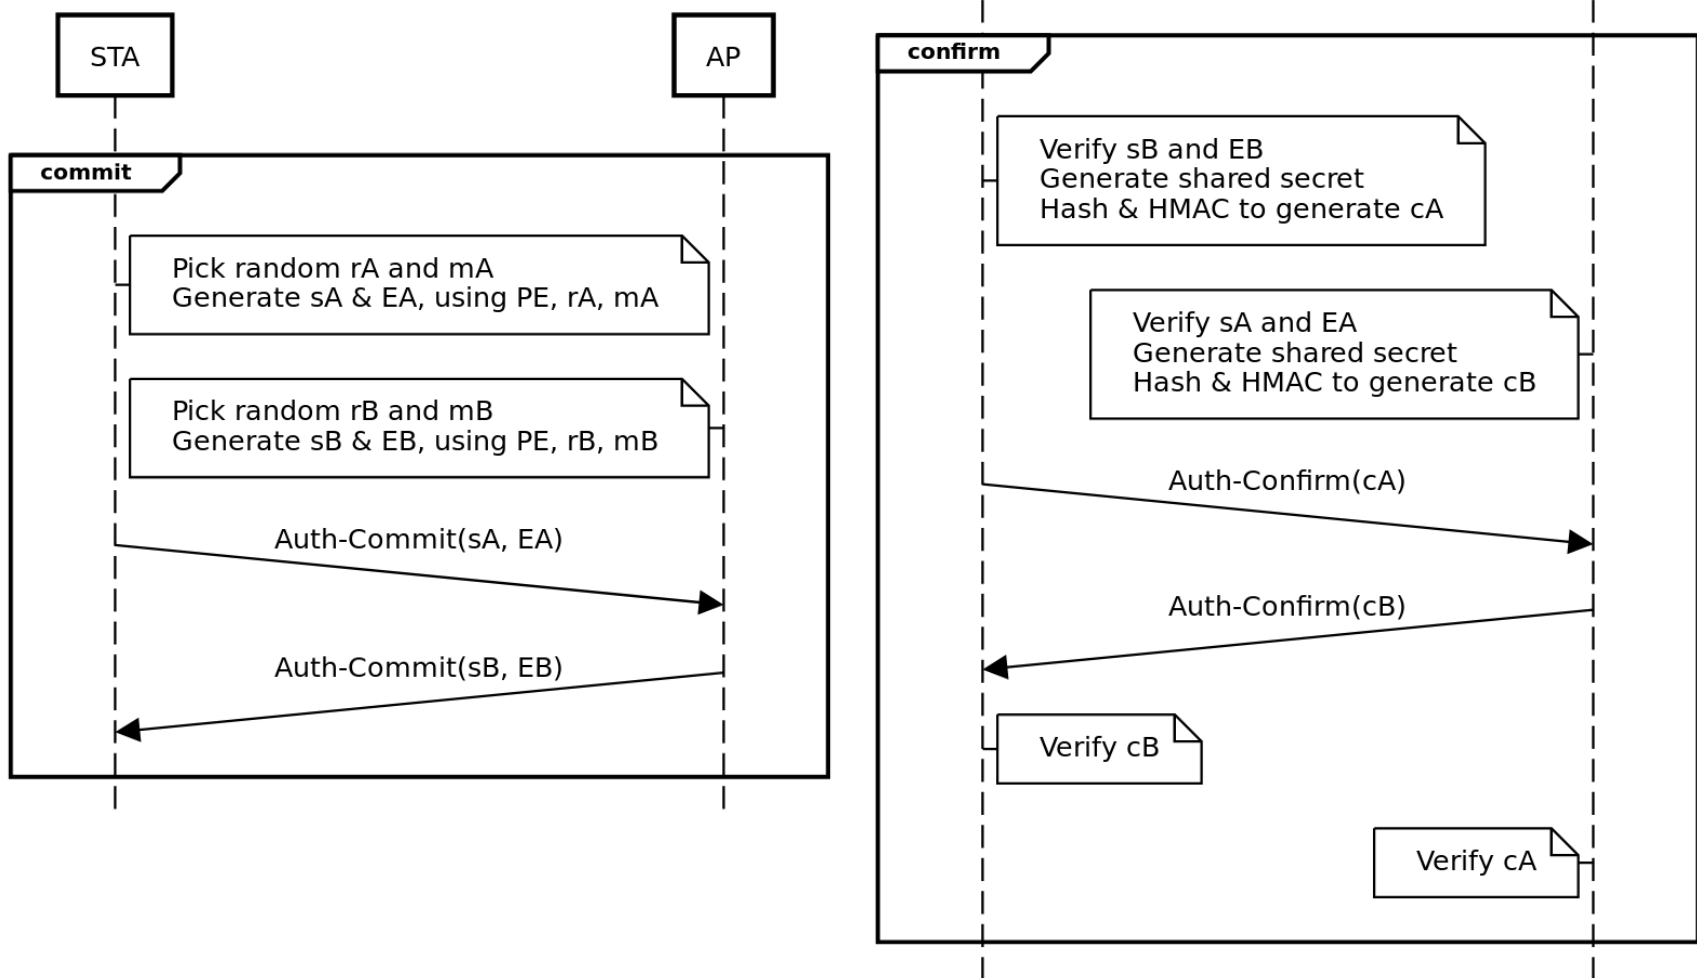 STA
AP
commit
Pick random rA and mA
Generate sA & EA, using PE, rA, mA
Pick random rB and mB
Generate sB & EB, using PE, rB, mB
Auth-Commit(sA, EA)
Auth-Commit(sB, EB)
confirm
Verify sB and EB
Generate shared secret
Hash & HMAC to generate cA
Verify sA and EA
Generate shared secret
Hash & HMAC to generate cB
Auth-Confirm(cA)
Auth-Confirm(cB)
Verify cB
Verify cA